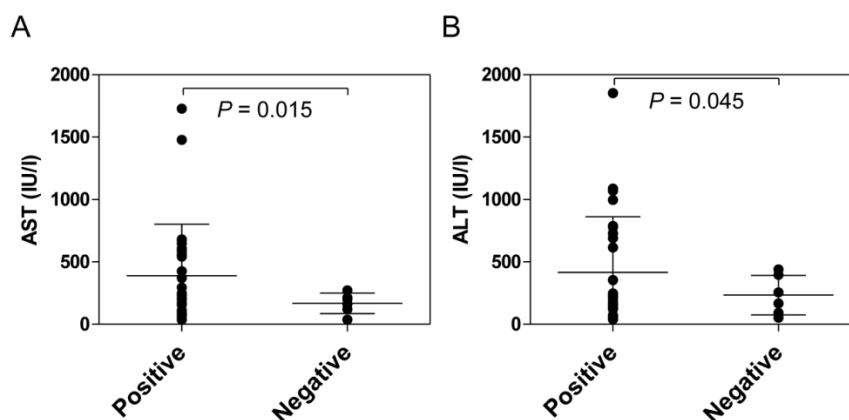 A
AST (IU/l)
2000
1500
1000
500
0
P = 0.015
Positive
Negative
B
ALT (IU/l)
2000
1500
1000
500
0
P = 0.045
Positive
Negative